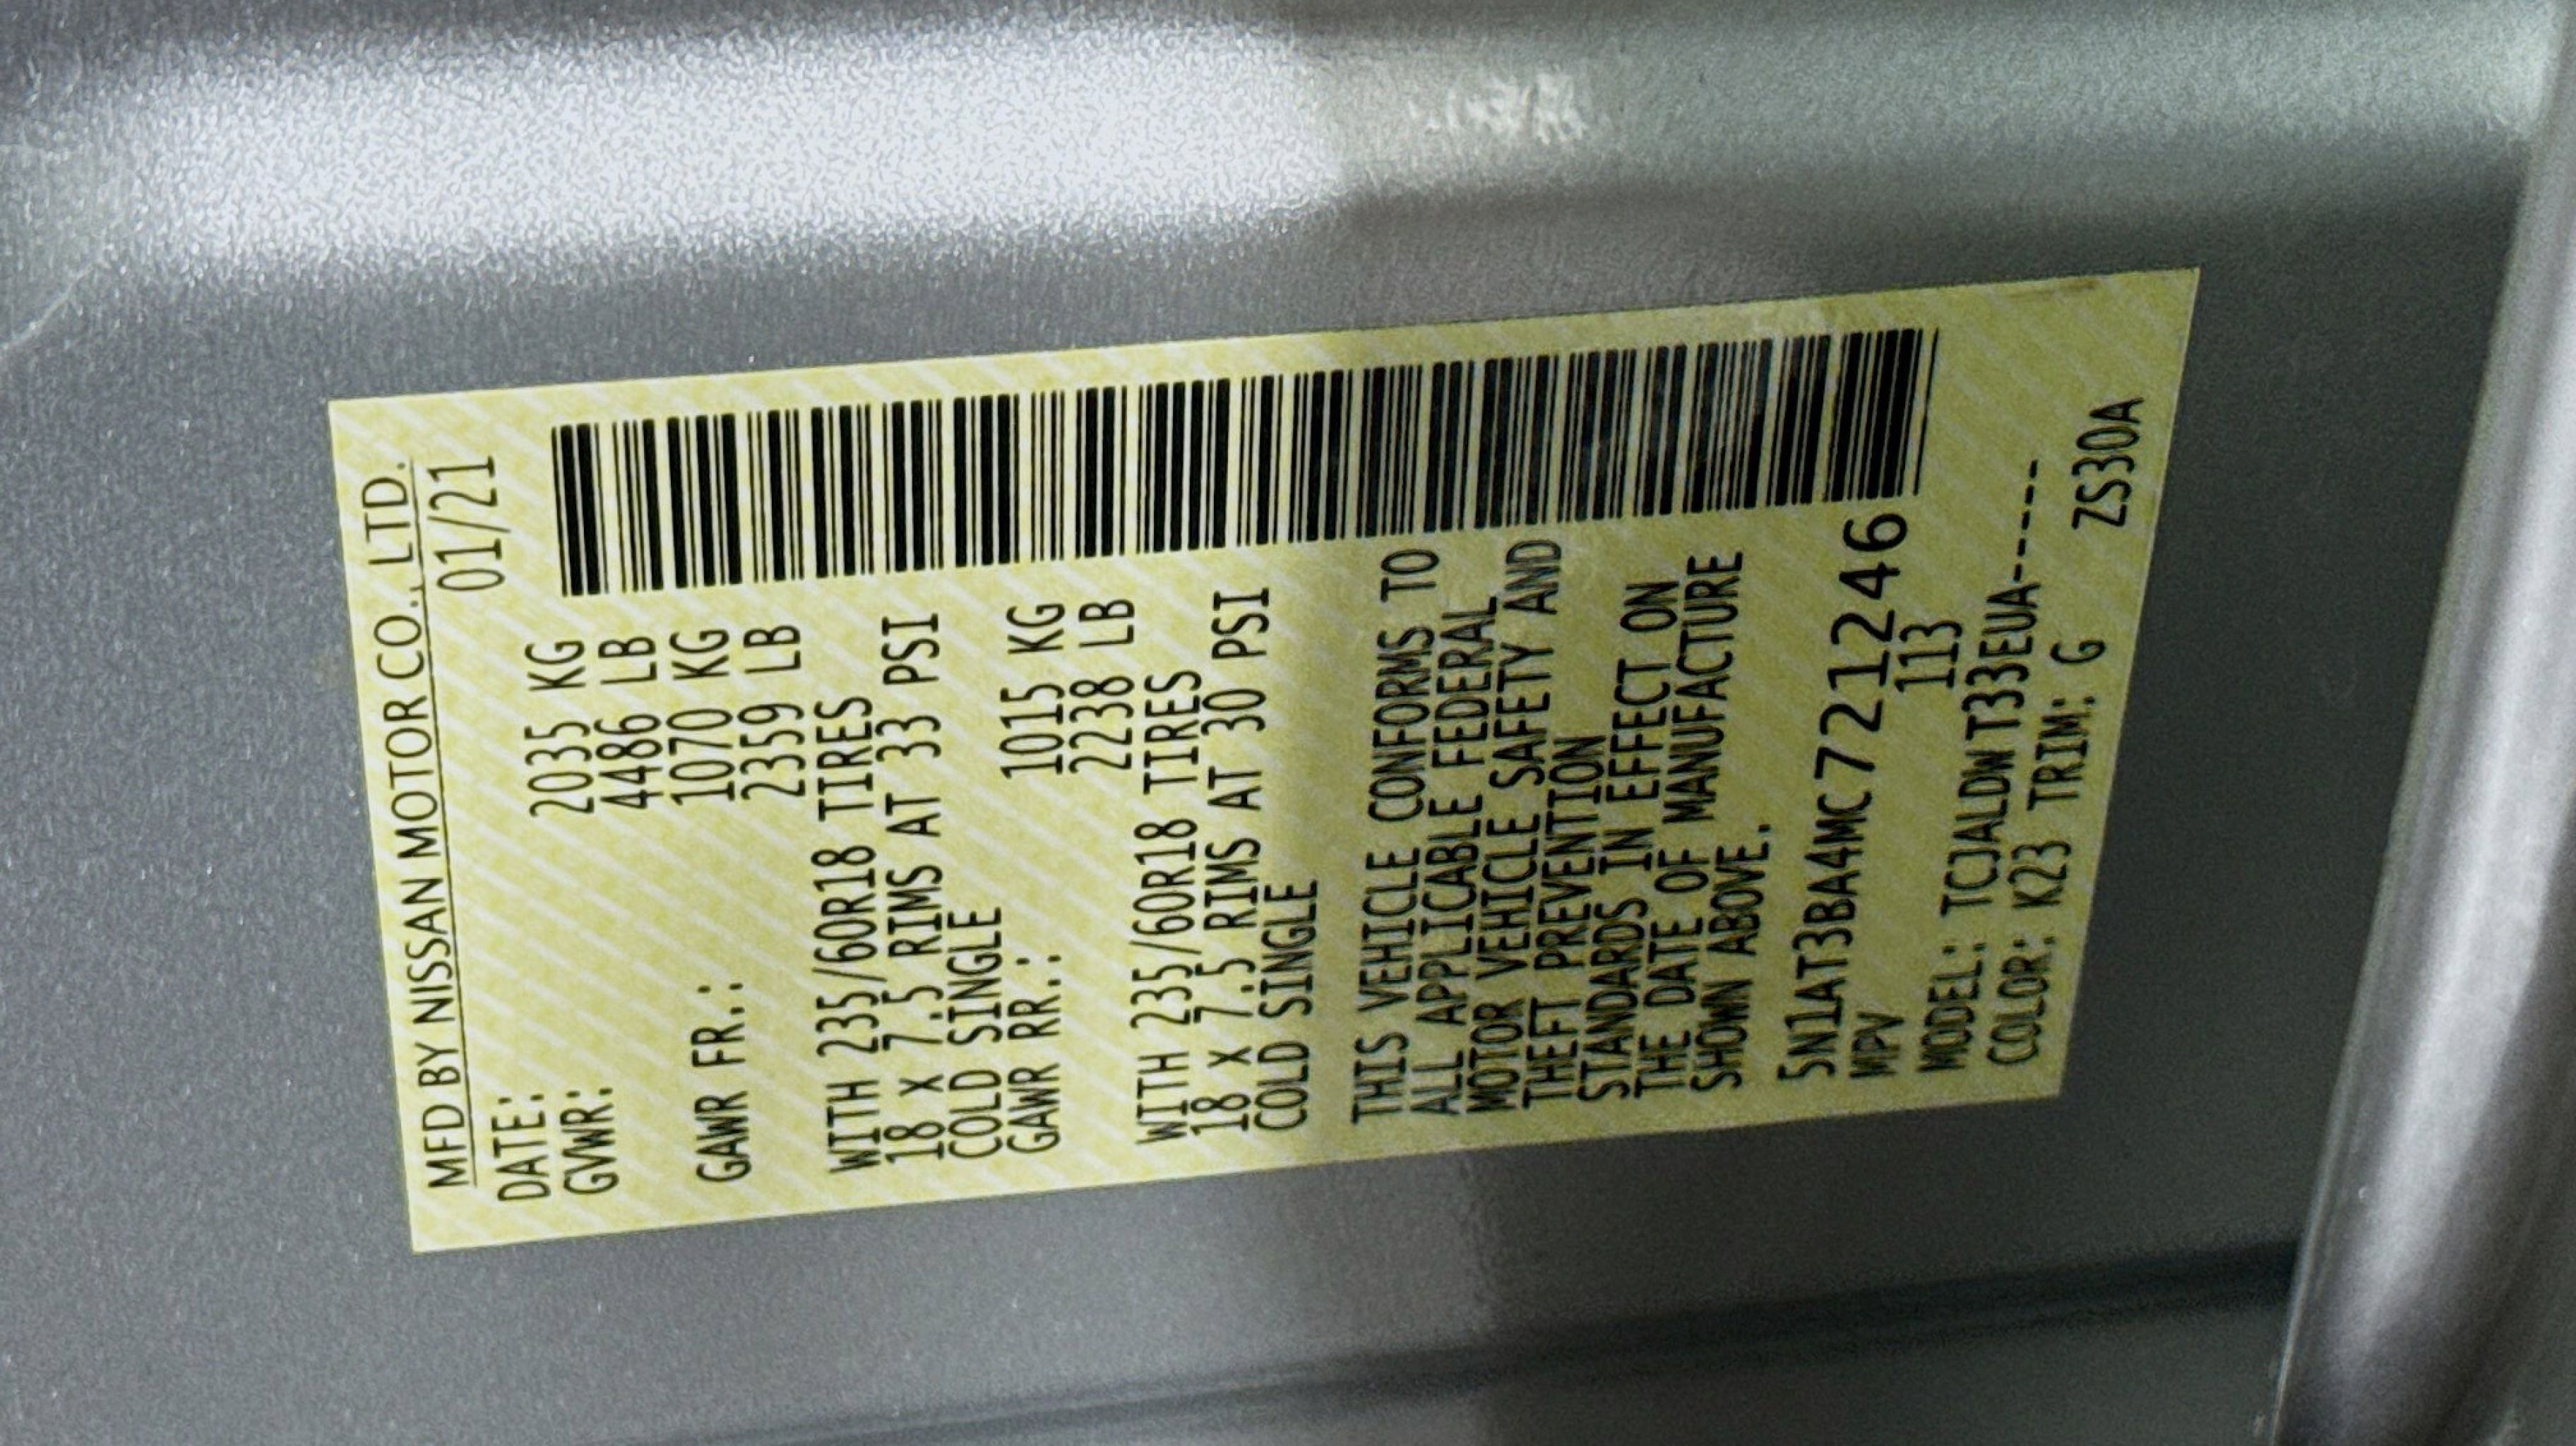 MFD BY NISSAN MOTOR CO., LTD.
DATE: 01/21
GVWR: 2035 KG
4486 LB
GAWR FR.: 1070 KG
2359 LB
WITH 235/60R18 TIRES
18 x 7.5 RIMS AT 33 PSI
COLD SINGLE
GAWR RR.: 1015 KG
2238 LB
WITH 235/60R18 TIRES
18 x 7.5 RIMS AT 30 PSI
COLD SINGLE
THIS VEHICLE CONFORMS TO
ALL APPLICABLE FEDERAL
MOTOR VEHICLE SAFETY AND
THEFT PREVENTION
STANDARDS IN EFFECT ON
THE DATE OF MANUFACTURE
SHOWN ABOVE.
5N1AT3BA4MC721246
MPV 113
MODEL: TCJALDWT33EUA-----
COLOR: K23 TRIM: G
ZS30A